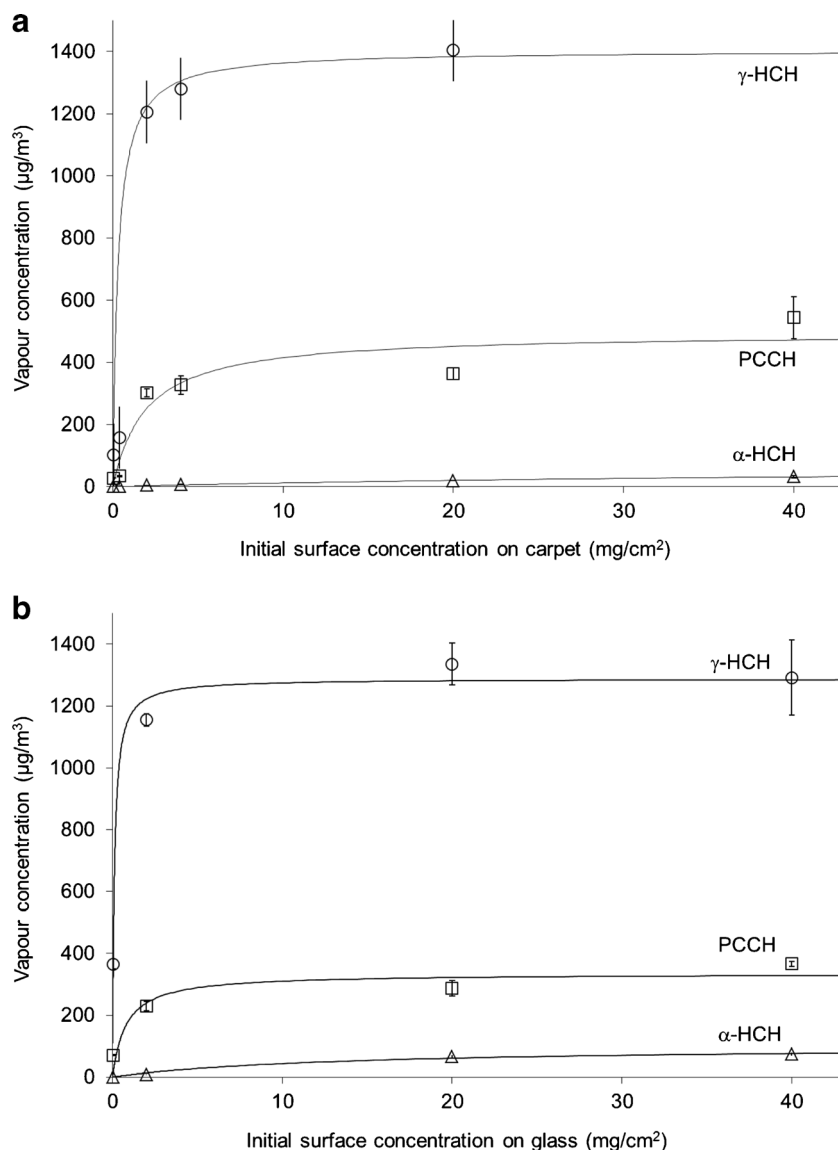 a
1400
1200
1000
800
600
400
200
0
Vapour concentration (µg/m³)
γ-HCH
PCCH
α-HCH
0 10 20 30 40
Initial surface concentration on carpet (mg/cm²)
b
1400
1200
1000
800
600
400
200
0
Vapour concentration (µg/m³)
γ-HCH
PCCH
α-HCH
0 10 20 30 40
Initial surface concentration on glass (mg/cm²)